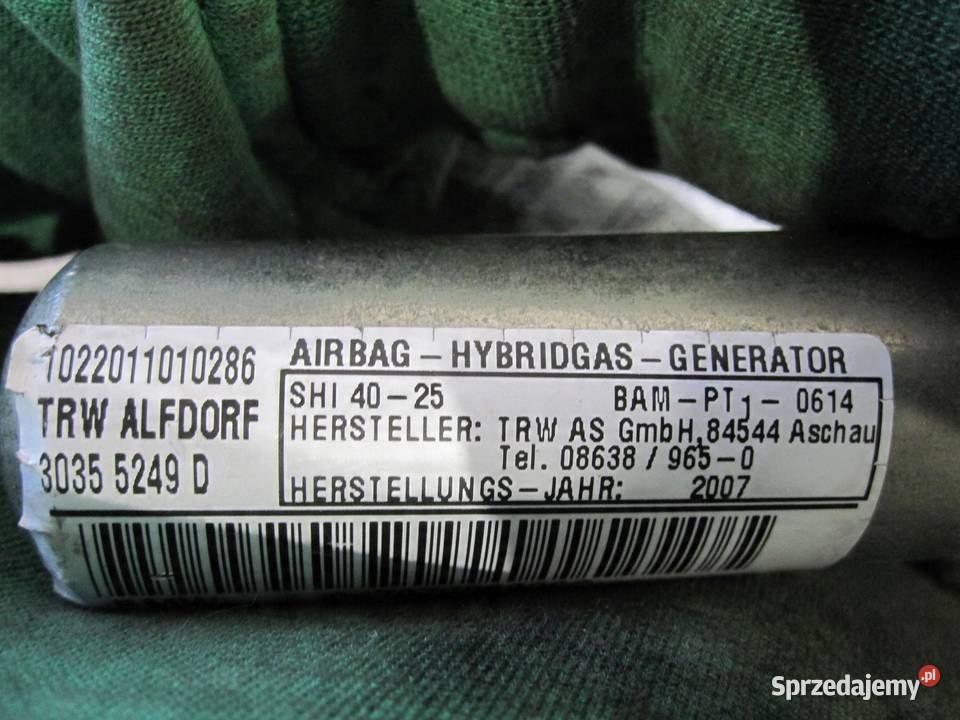 1022011010286
TRW ALFDORF
3035 5249 D
AIRBAG - HYBRIDGAS - GENERATOR
SHI 40 - 25 BAM - PT1 - 0614
HERSTELLER: TRW AS GmbH, 84544 Aschau
Tel. 08638 / 965-0
HERSTELLUNGS-JAHR: 2007
Sprzedajemy.pl